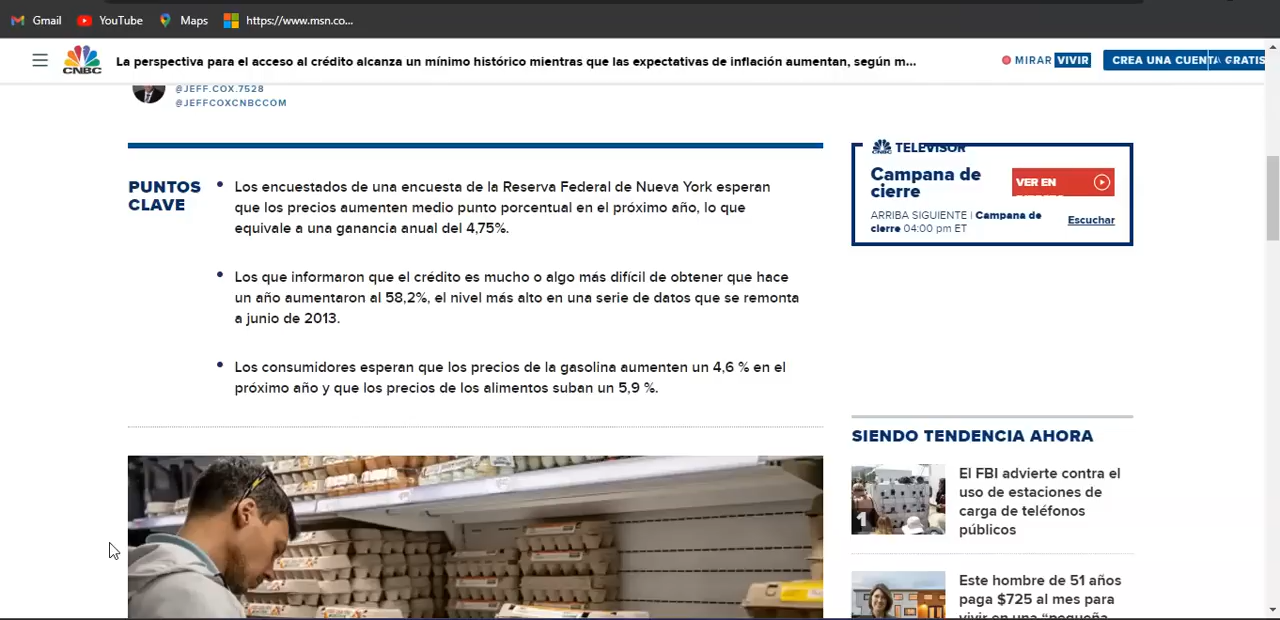 Gmail
YouTube
Maps
https://www.msn.co...
CNBC
La perspectiva para el acceso al crédito alcanza un mínimo histórico mientras que las expectativas de inflación aumentan, según m...
MIRAR VIVIR
CREA UNA CUENTA GRATIS
@JEFF.COX.7528
@JEFFCOXCNBCCOM
PUNTOS
CLAVE
Los encuestados de una encuesta de la Reserva Federal de Nueva York esperan
que los precios aumenten medio punto porcentual en el próximo año, lo que
equivale a una ganancia anual del 4,75%.
Los que informaron que el crédito es mucho o algo más difícil de obtener que hace
un año aumentaron al 58,2%, el nivel más alto en una serie de datos que se remonta
a junio de 2013.
Los consumidores esperan que los precios de la gasolina aumenten un 4,6 % en el
próximo año y que los precios de los alimentos suban un 5,9 %.
CNBC TELEVISOR
Campana de
cierre
VER EN
ARRIBA SIGUIENTE | Campana de
cierre 04:00 pm ET
Escuchar
SIENDO TENDENCIA AHORA
1
El FBI advierte contra el
uso de estaciones de
carga de teléfonos
públicos
Este hombre de 51 años
paga $725 al mes para
vivir en una “pequeña